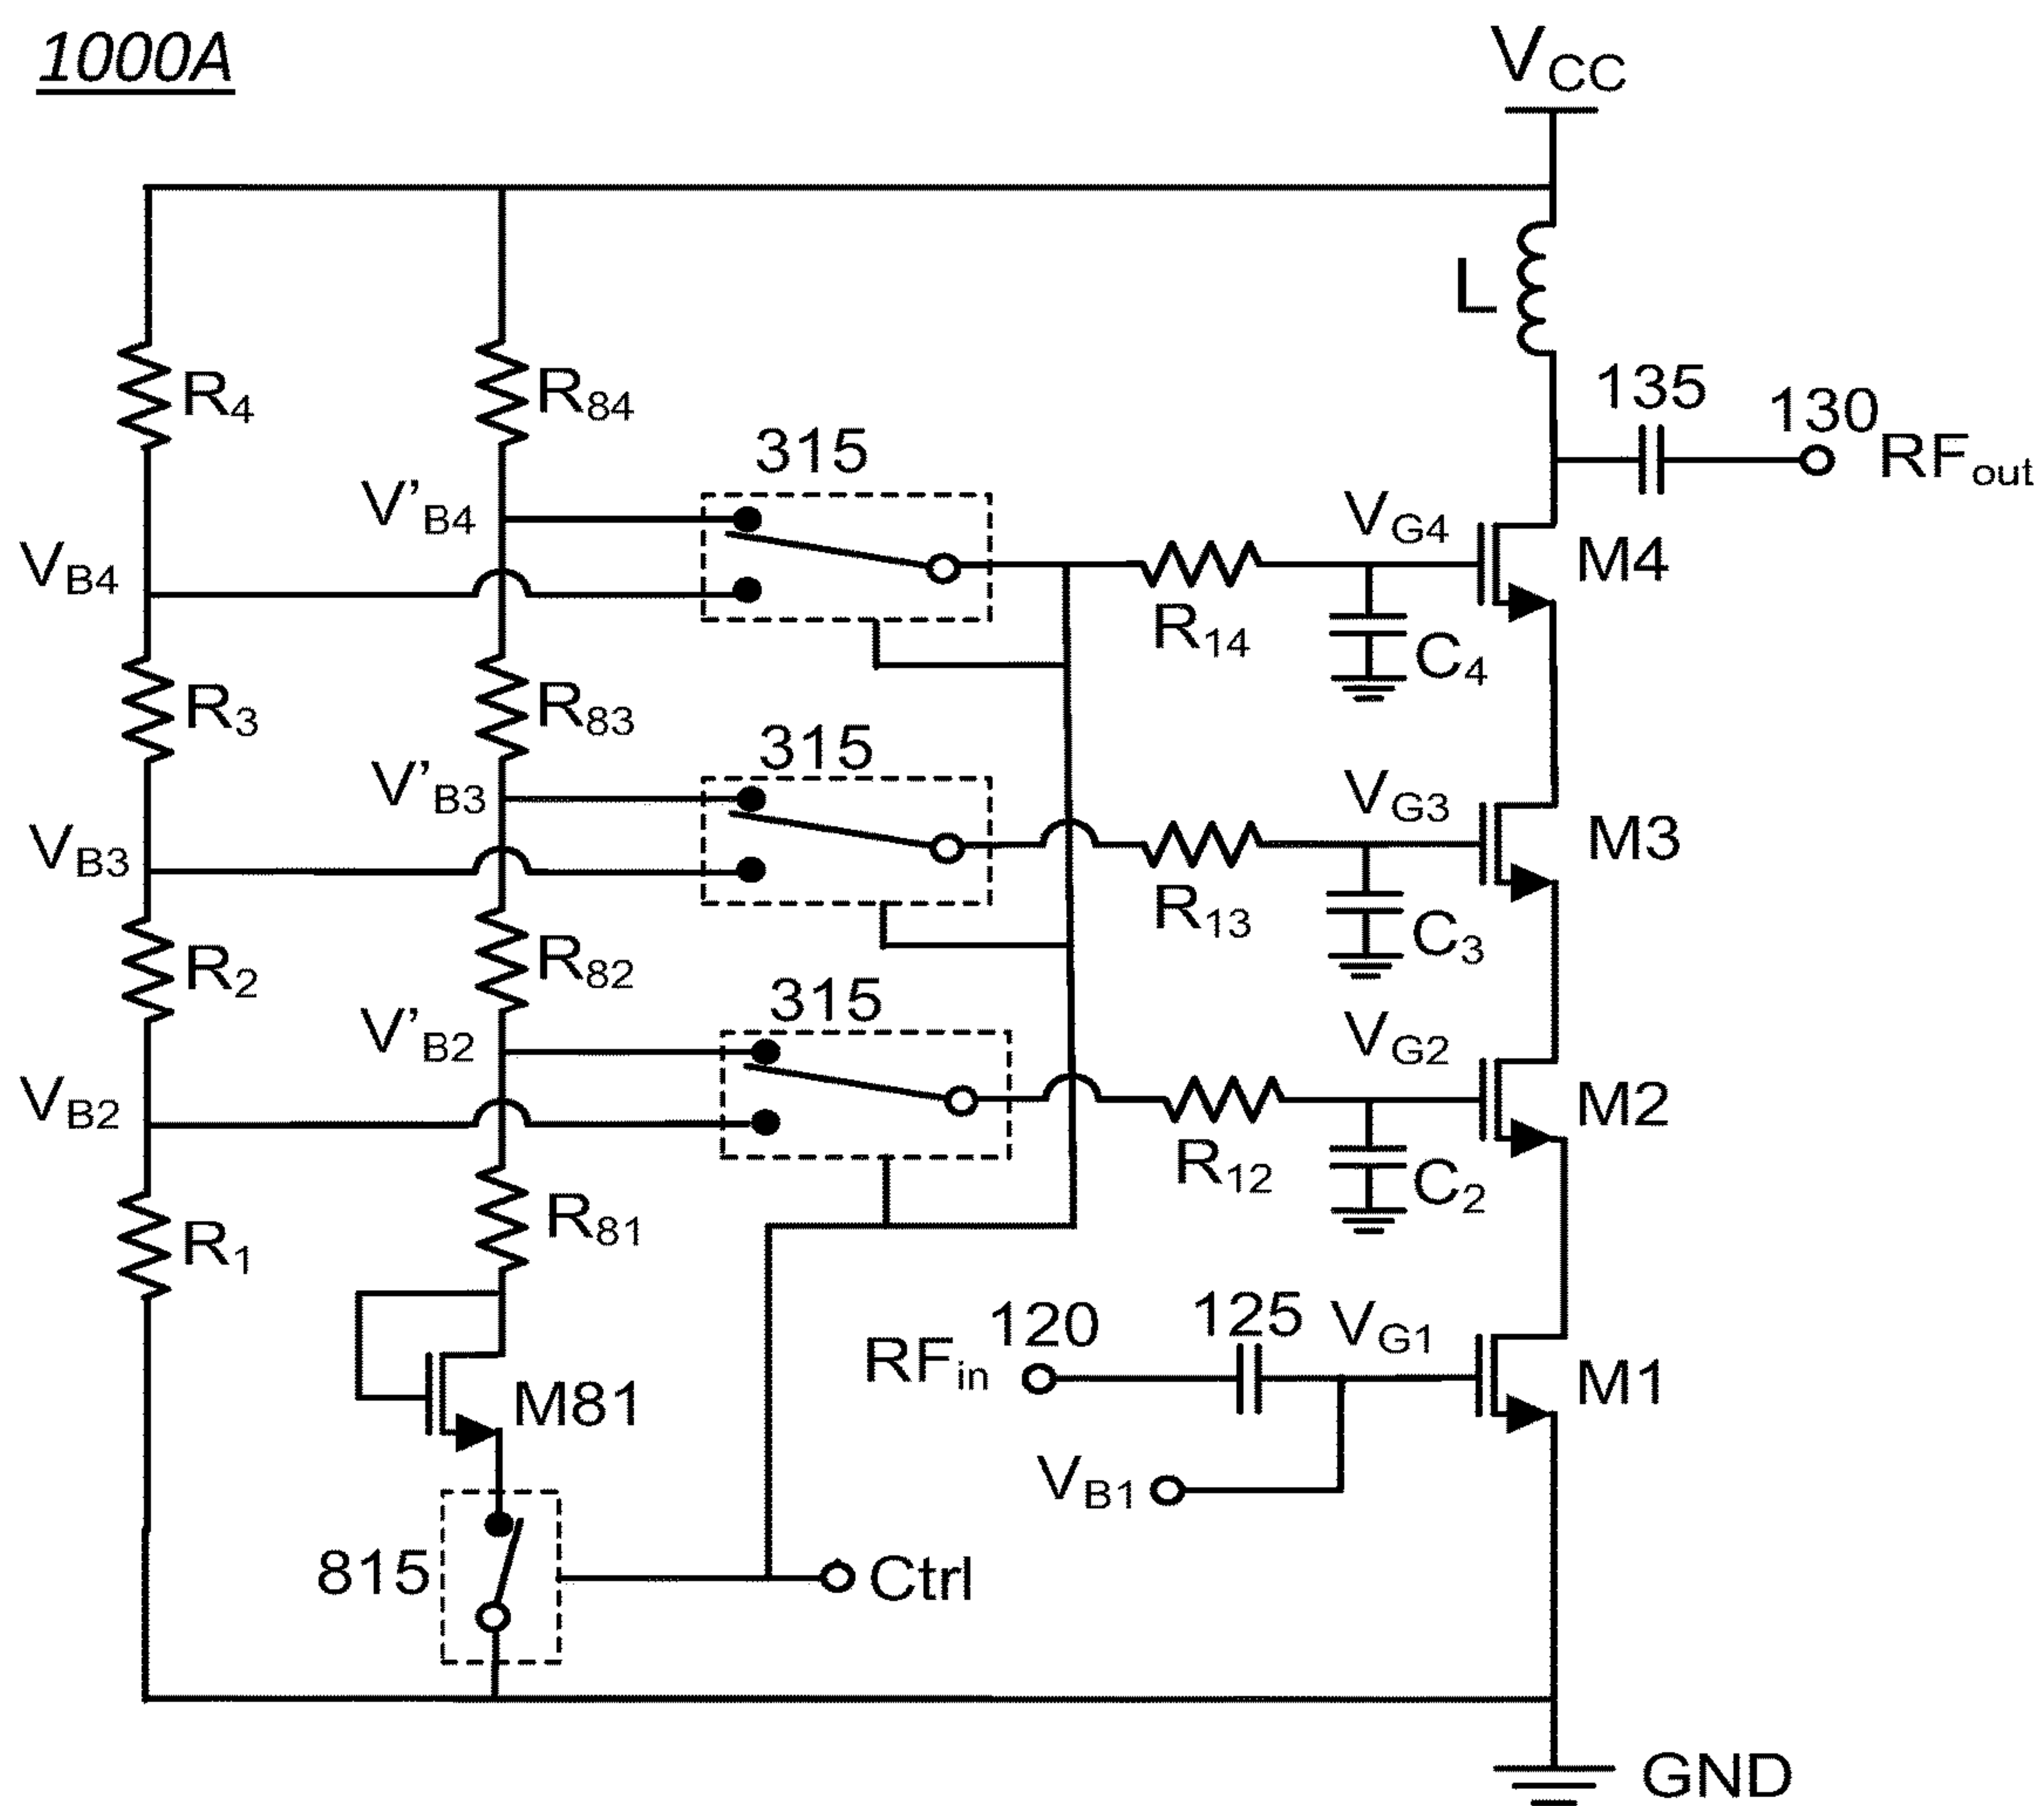 1000A
VCC
L
135
130
RFout
R4
R84
315
V'B4
VG4
M4
VB4
R14
C4
R3
R83
315
V'B3
VG3
M3
VB3
R13
C3
R2
R82
315
V'B2
VG2
M2
VB2
R12
C2
R1
R81
120
125
VG1
RFin
M1
M81
VB1
815
Ctrl
GND